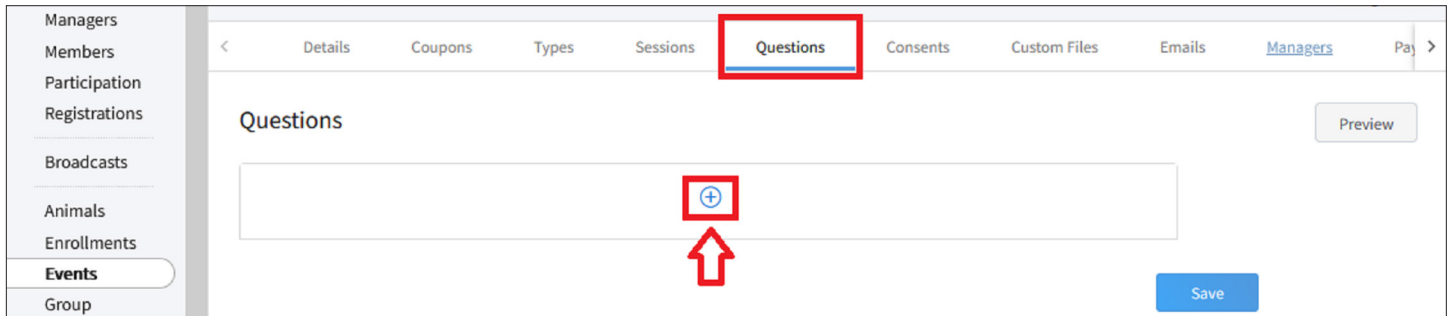 Managers
Members
Participation
Registrations
Broadcasts
Animals
Enrollments
Events
Group
Details Coupons Types Sessions Questions Consents Custom Files Emails Managers Pay
Questions
Preview
Save